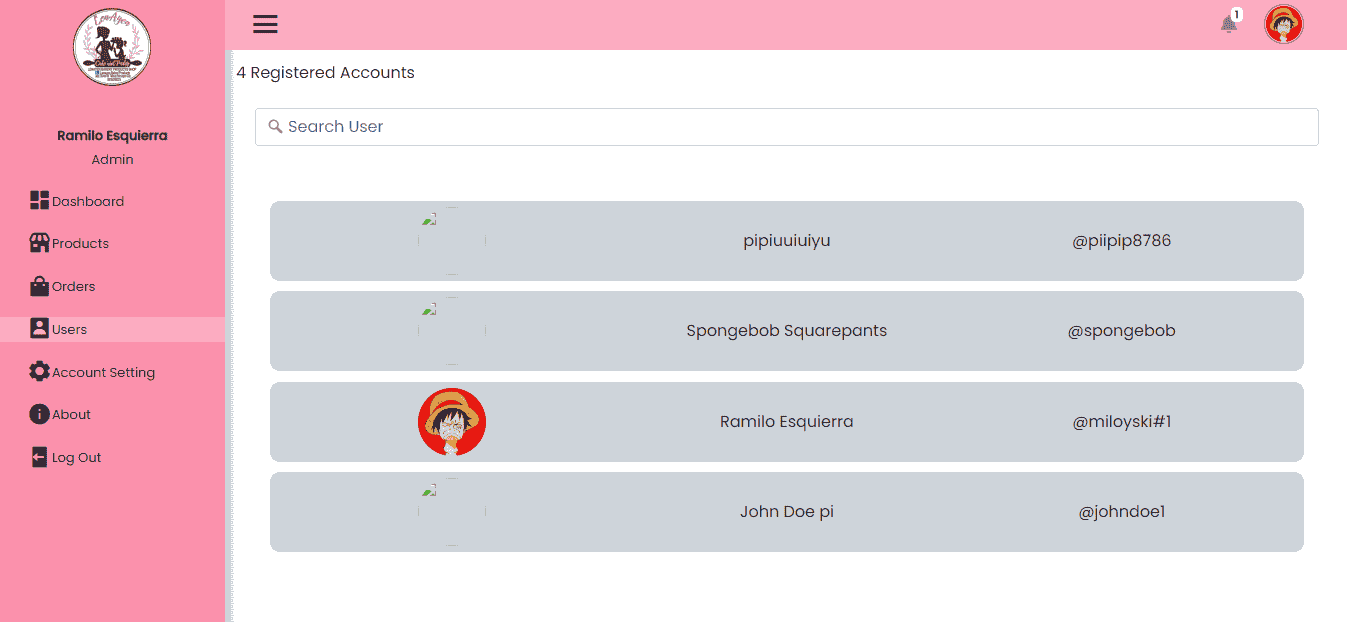 Ramilo Esquierra
Admin
Dashboard
Products
Orders
Users
Account Setting
About
Log Out
1
4 Registered Accounts
Search User
pipiuuiuiyu @piipip8786
Spongebob Squarepants @spongebob
Ramilo Esquierra @miloyski#1
John Doe pi @johndoe1